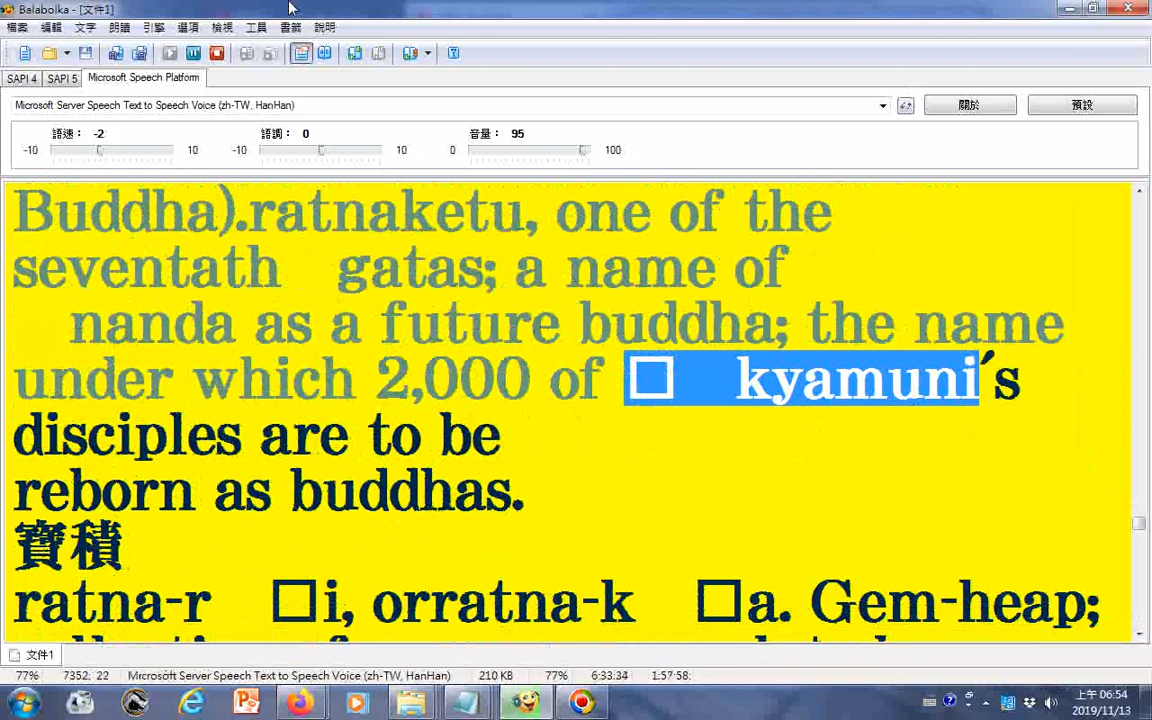 Balabolka - [文件1]
檔案 編輯 文字 朗讀 引擎 選項 檢視 工具 書籤 說明
SAPI 4 SAPI 5 Microsoft Speech Platform
Microsoft Server Speech Text to Speech Voice (zh-TW, HanHan) 關於 預設
語速： -2 語調： 0 音量： 95
-10 10 -10 10 0 100
Buddha).ratnaketu, one of the
seventath gatas; a name of
nanda as a future buddha; the name
under which 2,000 of □ kyamuni´s
disciples are to be
reborn as buddhas.
寶積
ratna-r □i, orratna-k □a. Gem-heap;
文件1
77% 7352: 22 Microsoft Server Speech Text to Speech Voice (zh-TW, HanHan) 210 KB 77% 6:33:34 1:57:58:
上午 06:54
2019/11/13